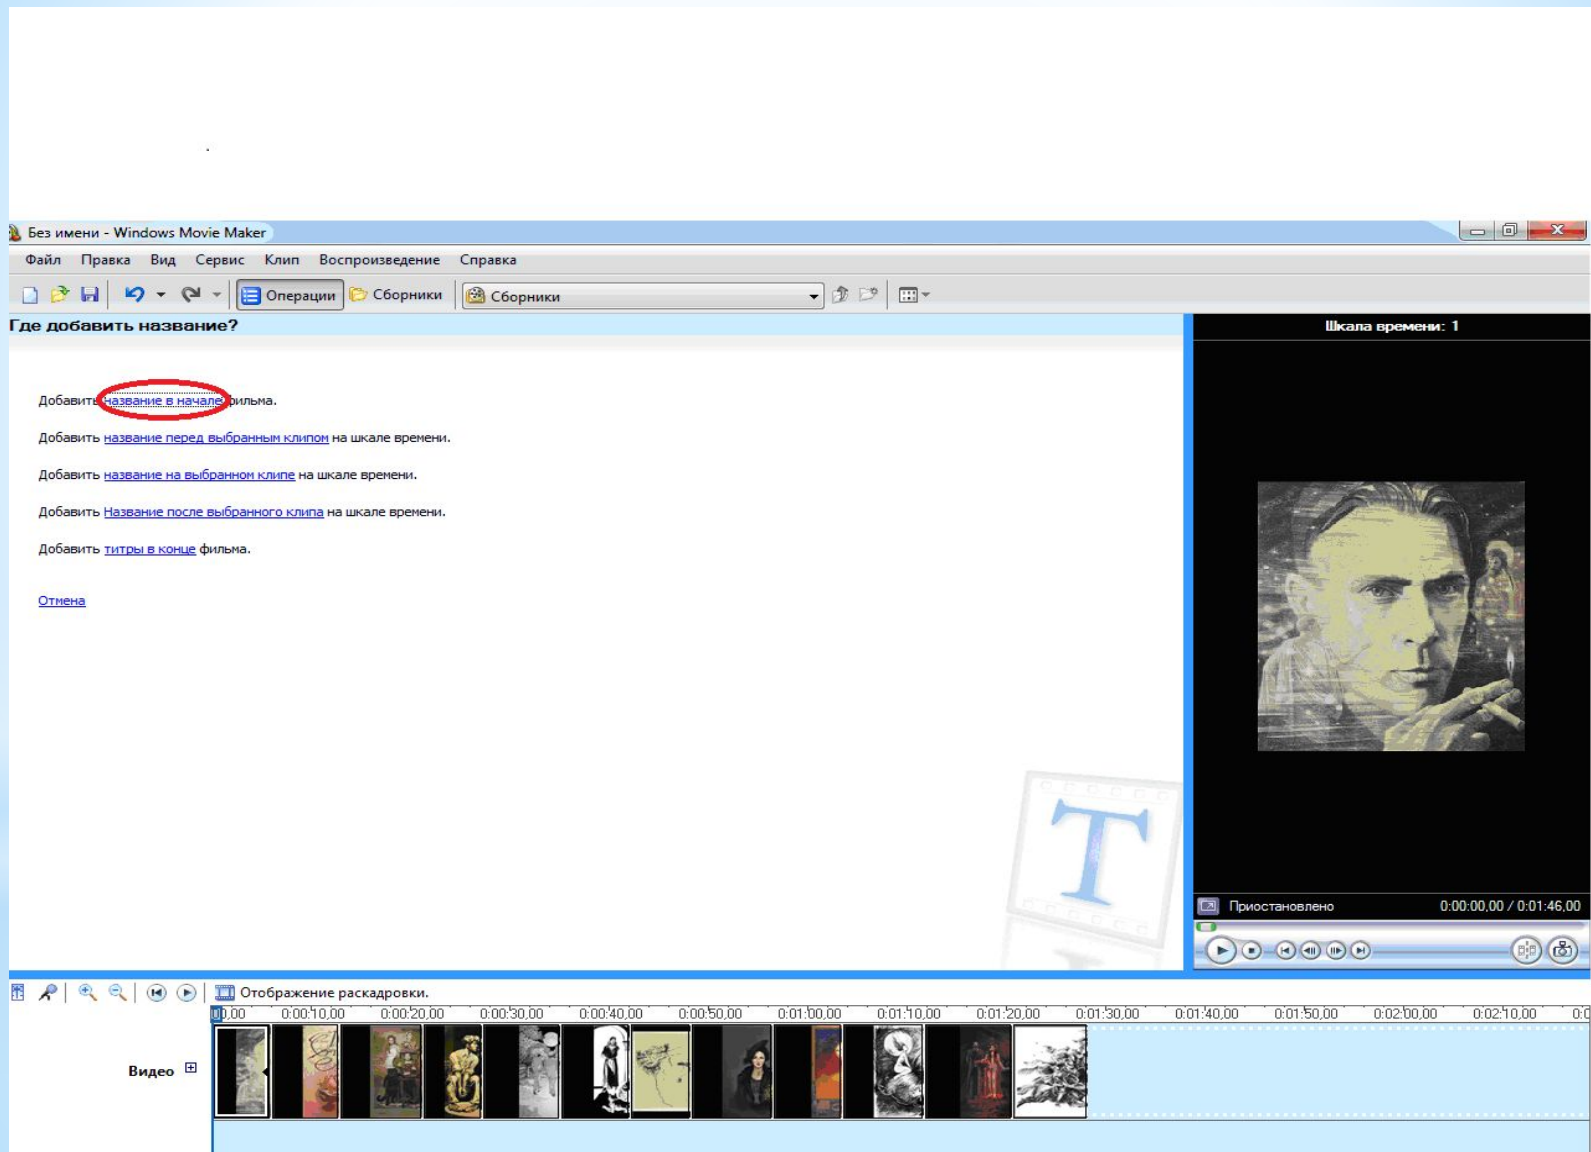 .
Без имени - Windows Movie Maker
Файл Правка Вид Сервис Клип Воспроизведение Справка
Операции Сборники Сборники
Где добавить название?
Шкала времени: 1
Добавить название в начале фильма.
Добавить название перед выбранным клипом на шкале времени.
Добавить название на выбранном клипе на шкале времени.
Добавить Название после выбранного клипа на шкале времени.
Добавить титры в конце фильма.
Отмена
T
Приостановлено 0:00:00,00 / 0:01:46,00
Отображение раскадровки.
0:00:10,00 0:00:20,00 0:00:30,00 0:00:40,00 0:00:50,00 0:01:00,00 0:01:10,00 0:01:20,00 0:01:30,00 0:01:40,00 0:01:50,00 0:02:00,00 0:02:10,00
Видео